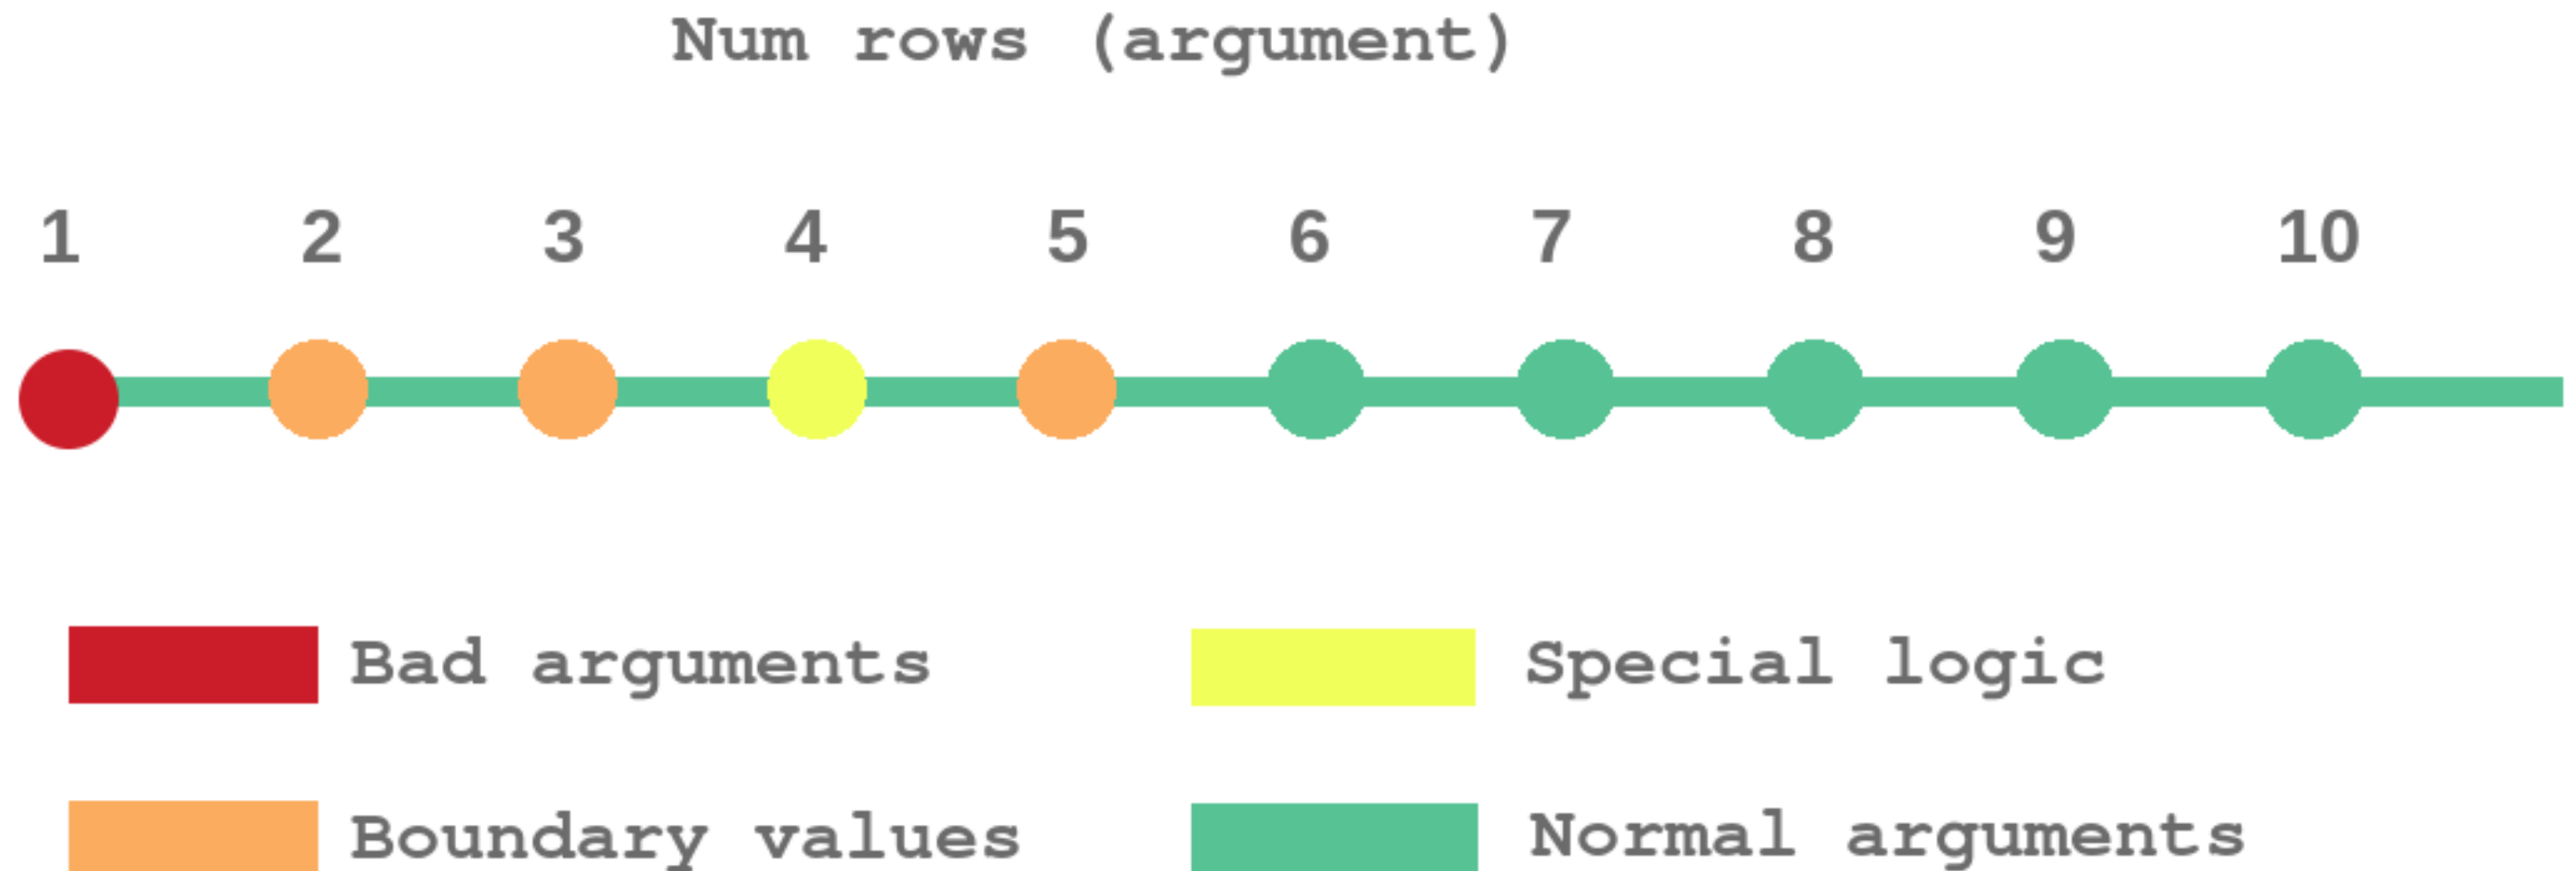 Num rows (argument)
1 2 3 4 5 6 7 8 9 10
Bad arguments
Special logic
Boundary values
Normal arguments